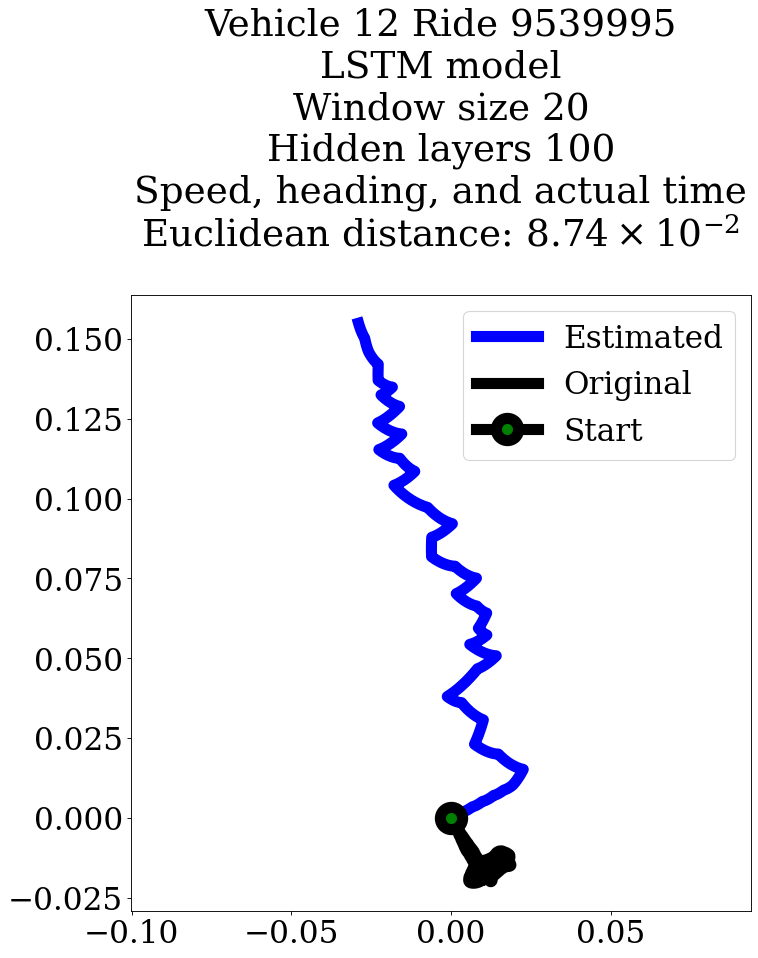 Vehicle 12 Ride 9539995
LSTM model
Window size 20
Hidden layers 100
Speed, heading, and actual time
Euclidean distance: 8.74 × 10⁻²
Estimated
Original
Start
0.150
0.125
0.100
0.075
0.050
0.025
0.000
−0.025
−0.10
−0.05
0.00
0.05